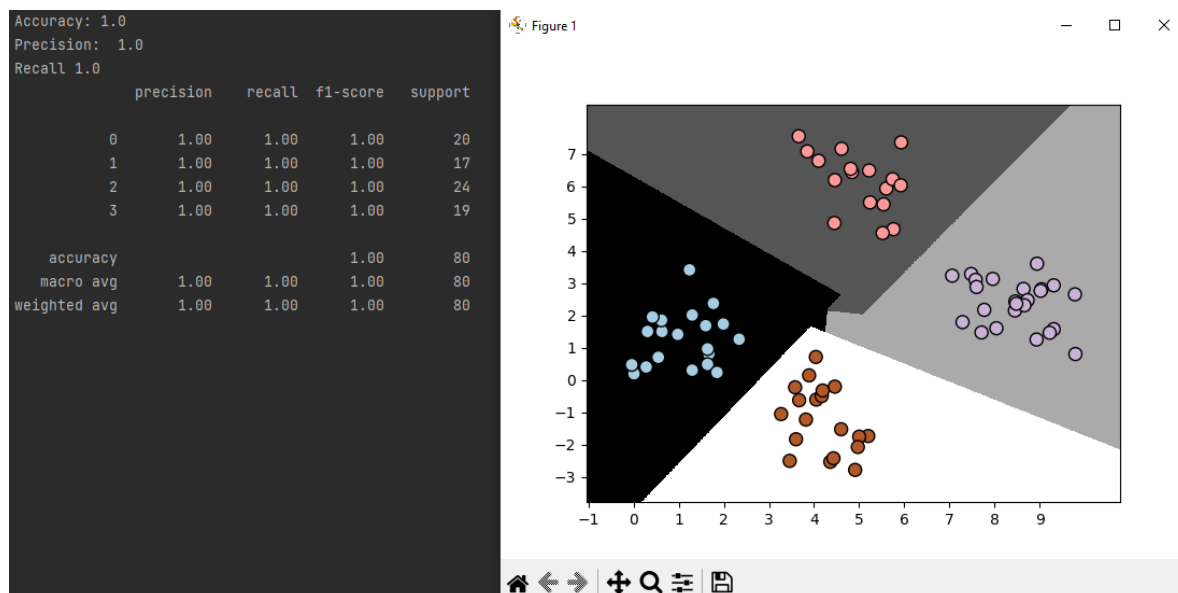 Accuracy: 1.0
Precision:  1.0
Recall 1.0
precision recall f1-score support
0 1.00 1.00 1.00 20
1 1.00 1.00 1.00 17
2 1.00 1.00 1.00 24
3 1.00 1.00 1.00 19
accuracy 1.00 80
macro avg 1.00 1.00 1.00 80
weighted avg 1.00 1.00 1.00 80
Figure 1
7
6
5
4
3
2
1
0
−1
−2
−3
−1 0 1 2 3 4 5 6 7 8 9